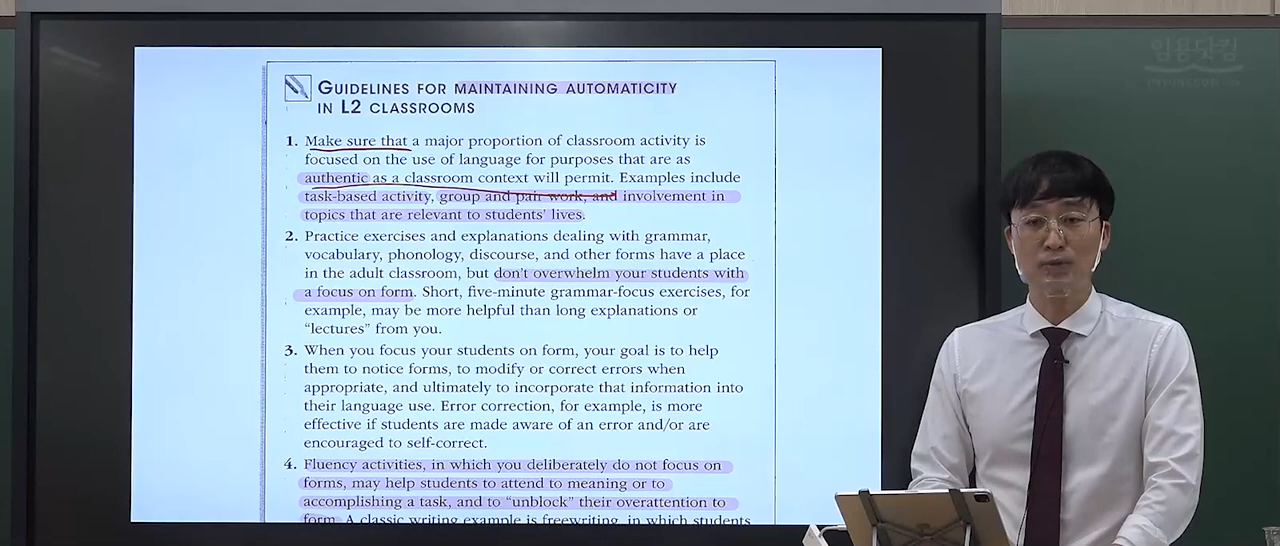 GUIDELINES FOR MAINTAINING AUTOMATICITY
IN L2 CLASSROOMS
1. Make sure that a major proportion of classroom activity is
focused on the use of language for purposes that are as
authentic as a classroom context will permit. Examples include
task-based activity, group and pair work, and involvement in
topics that are relevant to students' lives.
2. Practice exercises and explanations dealing with grammar,
vocabulary, phonology, discourse, and other forms have a place
in the adult classroom, but don't overwhelm your students with
a focus on form. Short, five-minute grammar-focus exercises, for
example, may be more helpful than long explanations or
“lectures” from you.
3. When you focus your students on form, your goal is to help
them to notice forms, to modify or correct errors when
appropriate, and ultimately to incorporate that information into
their language use. Error correction, for example, is more
effective if students are made aware of an error and/or are
encouraged to self-correct.
4. Fluency activities, in which you deliberately do not focus on
forms, may help students to attend to meaning or to
accomplishing a task, and to “unblock” their overattention to
form. A classic writing example is freewriting, in which students
임용닷컴